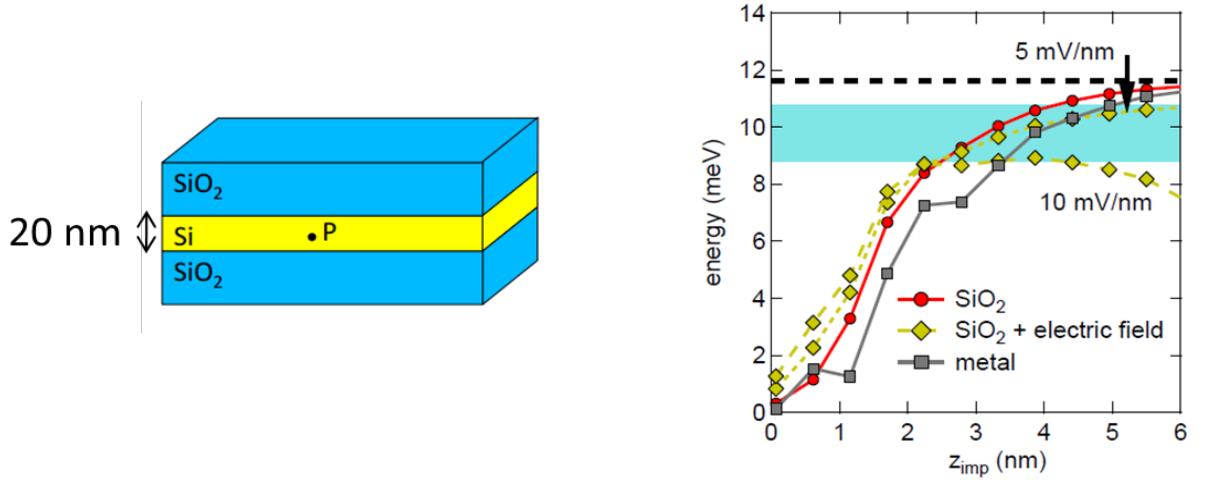 20 nm
SiO2
Si
P
SiO2
energy (meV)
14
12
10
8
6
4
2
0
5 mV/nm
10 mV/nm
SiO2
SiO2 + electric field
metal
0
1
2
3
4
5
6
zimp (nm)